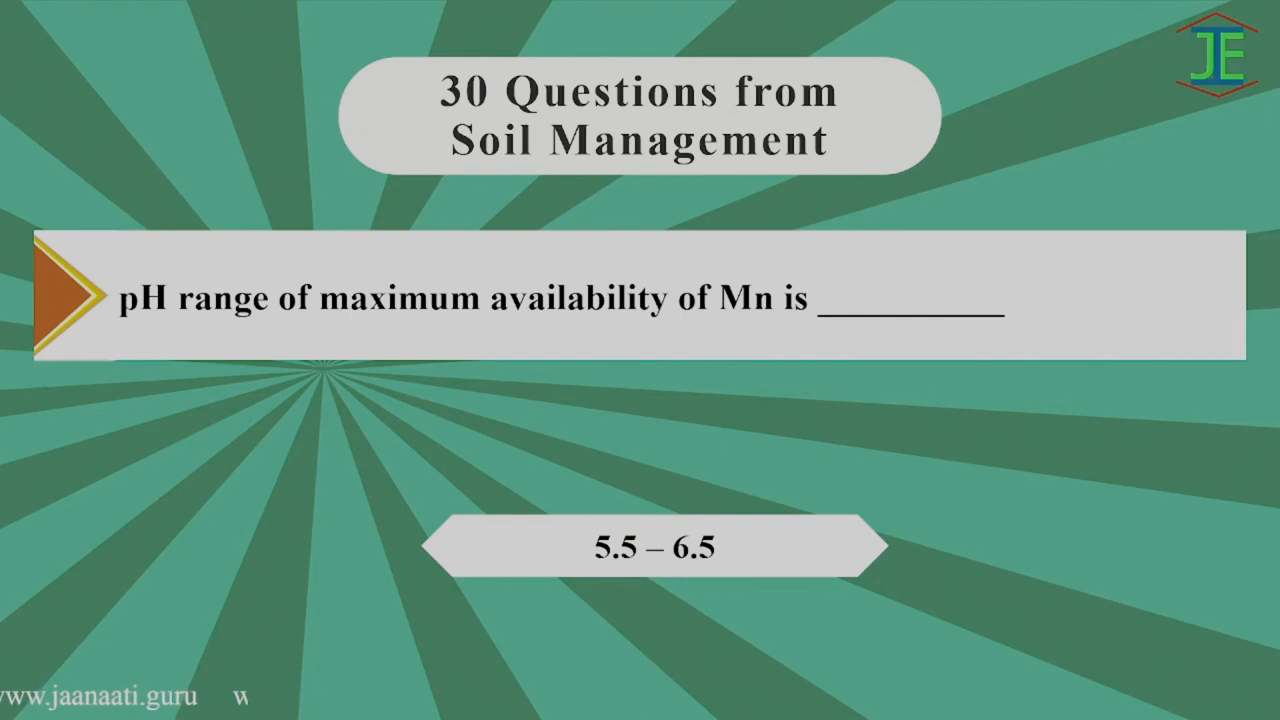 JE
30 Questions from
Soil Management
pH range of maximum availability of Mn is ___________
5.5 – 6.5
www.jaanaati.guru w